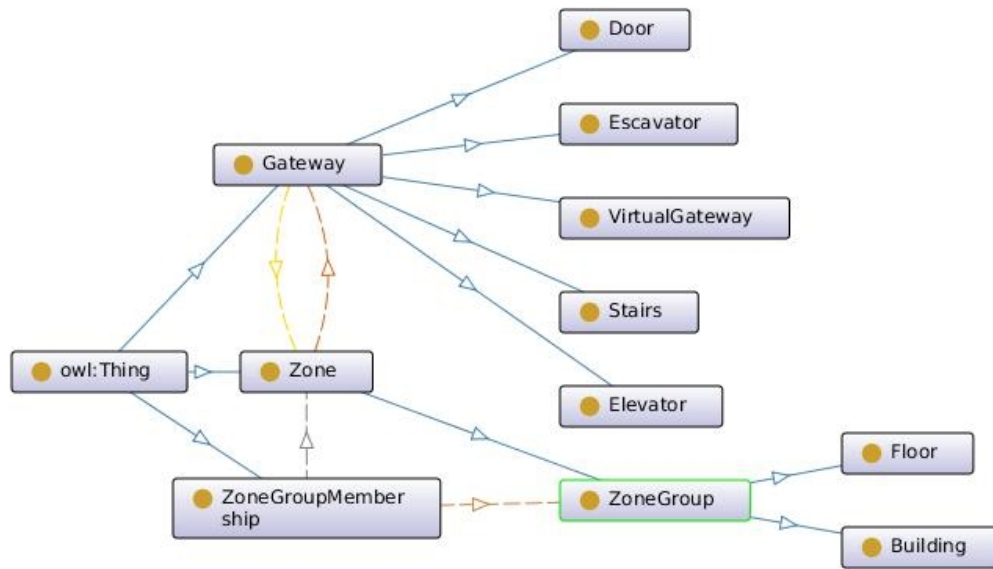 Door
Escavator
Gateway
VirtualGateway
Stairs
owl:Thing
Zone
Elevator
Floor
ZoneGroupMember
ship
ZoneGroup
Building